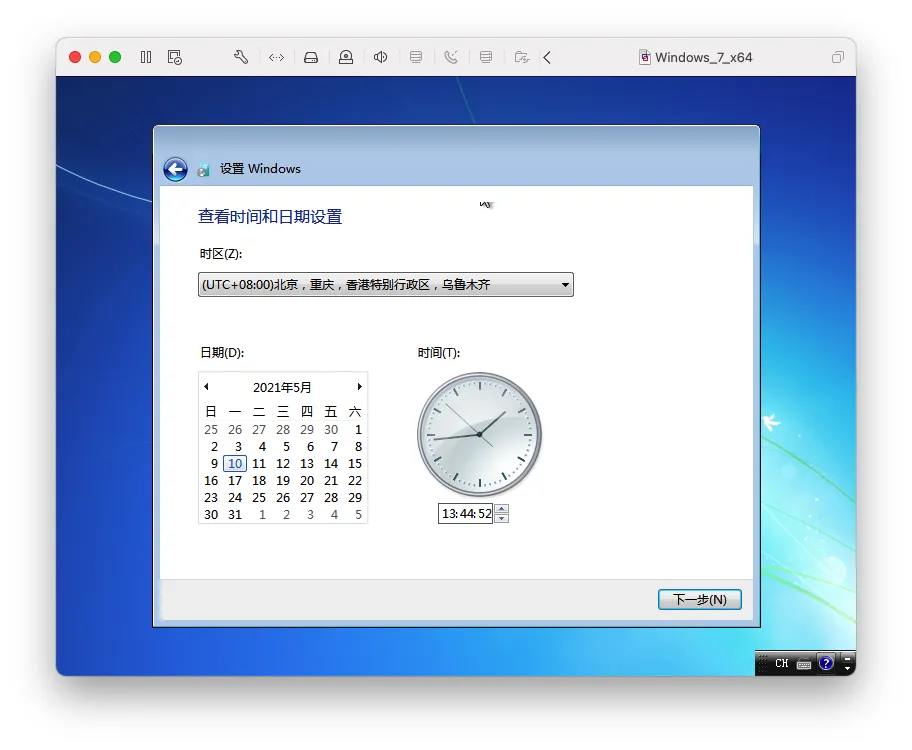 Windows_7_x64
设置 Windows
查看时间和日期设置
时区(Z):
(UTC+08:00)北京，重庆，香港特别行政区，乌鲁木齐
日期(D):
时间(T):
2021年5月
日 一 二 三 四 五 六
25 26 27 28 29 30 1
2 3 4 5 6 7 8
9 10 11 12 13 14 15
16 17 18 19 20 21 22
23 24 25 26 27 28 29
30 31 1 2 3 4 5
13:44:52
下一步(N)
CH ?